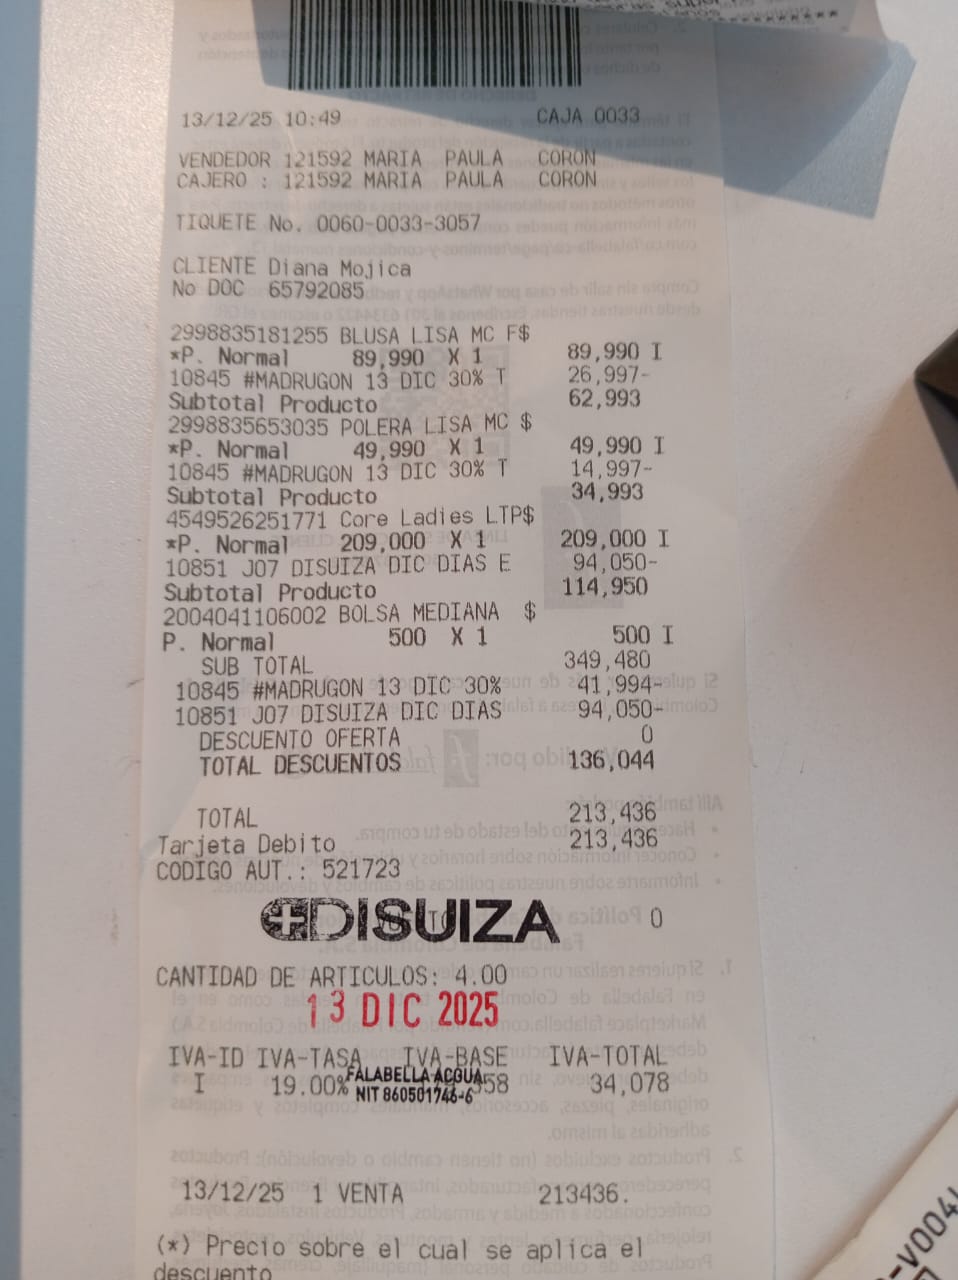 13/12/25 10:49 CAJA 0033
VENDEDOR 121592 MARIA PAULA CORON
CAJERO : 121592 MARIA PAULA CORON
TIQUETE No. 0060-0033-3057
CLIENTE Diana Mojica
No DOC 65792085
2998835181255 BLUSA LISA MC F$
*P. Normal 89,990 X 1 89,990 I
10845 #MADRUGON 13 DIC 30% T 26,997-
Subtotal Producto 62,993
2998835653035 POLERA LISA MC $
*P. Normal 49,990 X 1 49,990 I
10845 #MADRUGON 13 DIC 30% T 14,997-
Subtotal Producto 34,993
4549526251771 Core Ladies LTP$
*P. Normal 209,000 X 1 209,000 I
10851 J07 DISUIZA DIC DIAS E 94,050-
Subtotal Producto 114,950
2004041106002 BOLSA MEDIANA $
P. Normal 500 X 1 500 I
SUB TOTAL 349,480
10845 #MADRUGON 13 DIC 30% 41,994-
10851 J07 DISUIZA DIC DIAS 94,050-
DESCUENTO OFERTA 0
TOTAL DESCUENTOS 136,044
TOTAL 213,436
Tarjeta Debito 213,436
CODIGO AUT.: 521723
DISUIZA 0
CANTIDAD DE ARTICULOS: 4.00
13 DIC 2025
IVA-ID IVA-TASA IVA-BASE IVA-TOTAL
FALABELLA ACQUA
I 19.00% 34,078
NIT 860501746-6
13/12/25 1 VENTA 213436.
(*) Precio sobre el cual se aplica el
descuento